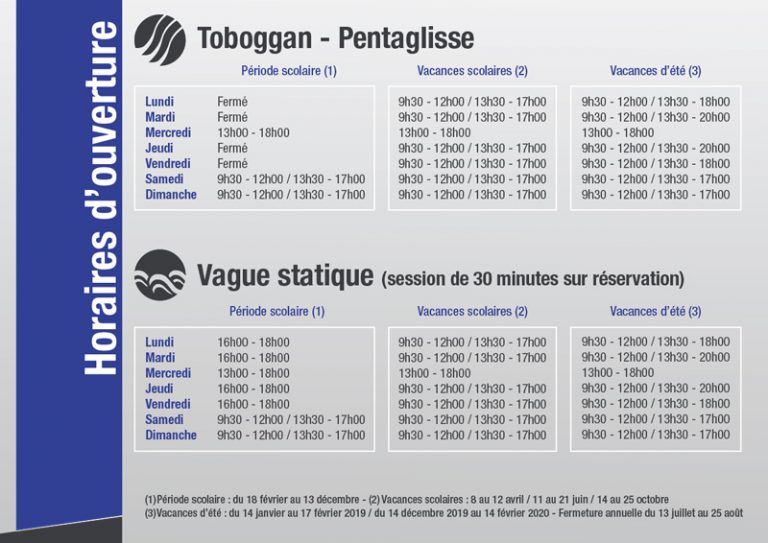 Horaires d'ouverture
Toboggan - Pentaglisse
Période scolaire (1) Vacances scolaires (2) Vacances d'été (3)
Lundi Fermé 9h30 - 12h00 / 13h30 - 17h00 9h30 - 12h00 / 13h30 - 18h00
Mardi Fermé 9h30 - 12h00 / 13h30 - 17h00 9h30 - 12h00 / 13h30 - 20h00
Mercredi 13h00 - 18h00 13h00 - 18h00 13h00 - 18h00
Jeudi Fermé 9h30 - 12h00 / 13h30 - 17h00 9h30 - 12h00 / 13h30 - 20h00
Vendredi Fermé 9h30 - 12h00 / 13h30 - 17h00 9h30 - 12h00 / 13h30 - 18h00
Samedi 9h30 - 12h00 / 13h30 - 17h00 9h30 - 12h00 / 13h30 - 17h00 9h30 - 12h00 / 13h30 - 17h00
Dimanche 9h30 - 12h00 / 13h30 - 17h00 9h30 - 12h00 / 13h30 - 17h00 9h30 - 12h00 / 13h30 - 17h00
Vague statique (session de 30 minutes sur réservation)
Période scolaire (1) Vacances scolaires (2) Vacances d'été (3)
Lundi 16h00 - 18h00 9h30 - 12h00 / 13h30 - 17h00 9h30 - 12h00 / 13h30 - 18h00
Mardi 16h00 - 18h00 9h30 - 12h00 / 13h30 - 17h00 9h30 - 12h00 / 13h30 - 20h00
Mercredi 13h00 - 18h00 13h00 - 18h00 13h00 - 18h00
Jeudi 16h00 - 18h00 9h30 - 12h00 / 13h30 - 17h00 9h30 - 12h00 / 13h30 - 20h00
Vendredi 16h00 - 18h00 9h30 - 12h00 / 13h30 - 17h00 9h30 - 12h00 / 13h30 - 18h00
Samedi 9h30 - 12h00 / 13h30 - 17h00 9h30 - 12h00 / 13h30 - 17h00 9h30 - 12h00 / 13h30 - 17h00
Dimanche 9h30 - 12h00 / 13h30 - 17h00 9h30 - 12h00 / 13h30 - 17h00 9h30 - 12h00 / 13h30 - 17h00
(1)Période scolaire : du 18 février au 13 décembre - (2) Vacances scolaires : 8 au 12 avril / 11 au 21 juin / 14 au 25 octobre
(3)Vacances d'été : du 14 janvier au 17 février 2019 / du 14 décembre 2019 au 14 février 2020 - Fermeture annuelle du 13 juillet au 25 août